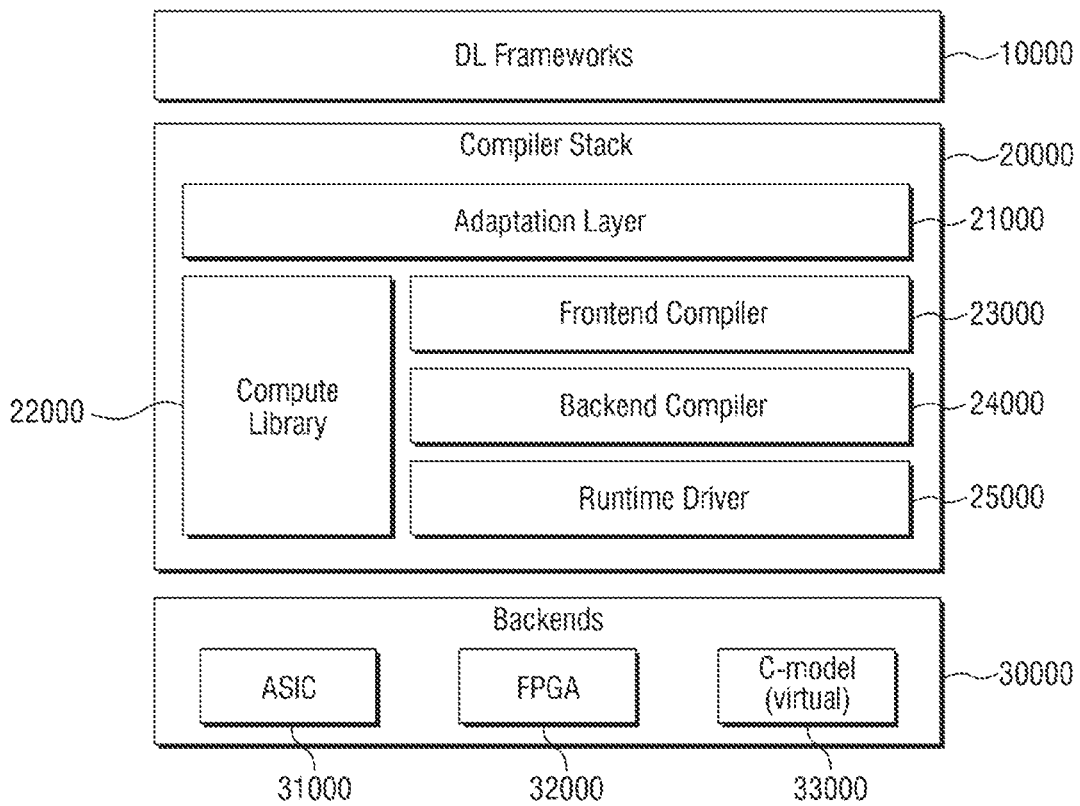 DL Frameworks
10000
Compiler Stack
20000
Adaptation Layer
21000
Frontend Compiler
23000
Compute
Library
22000
Backend Compiler
24000
Runtime Driver
25000
Backends
30000
ASIC
FPGA
C-model
(virtual)
31000
32000
33000